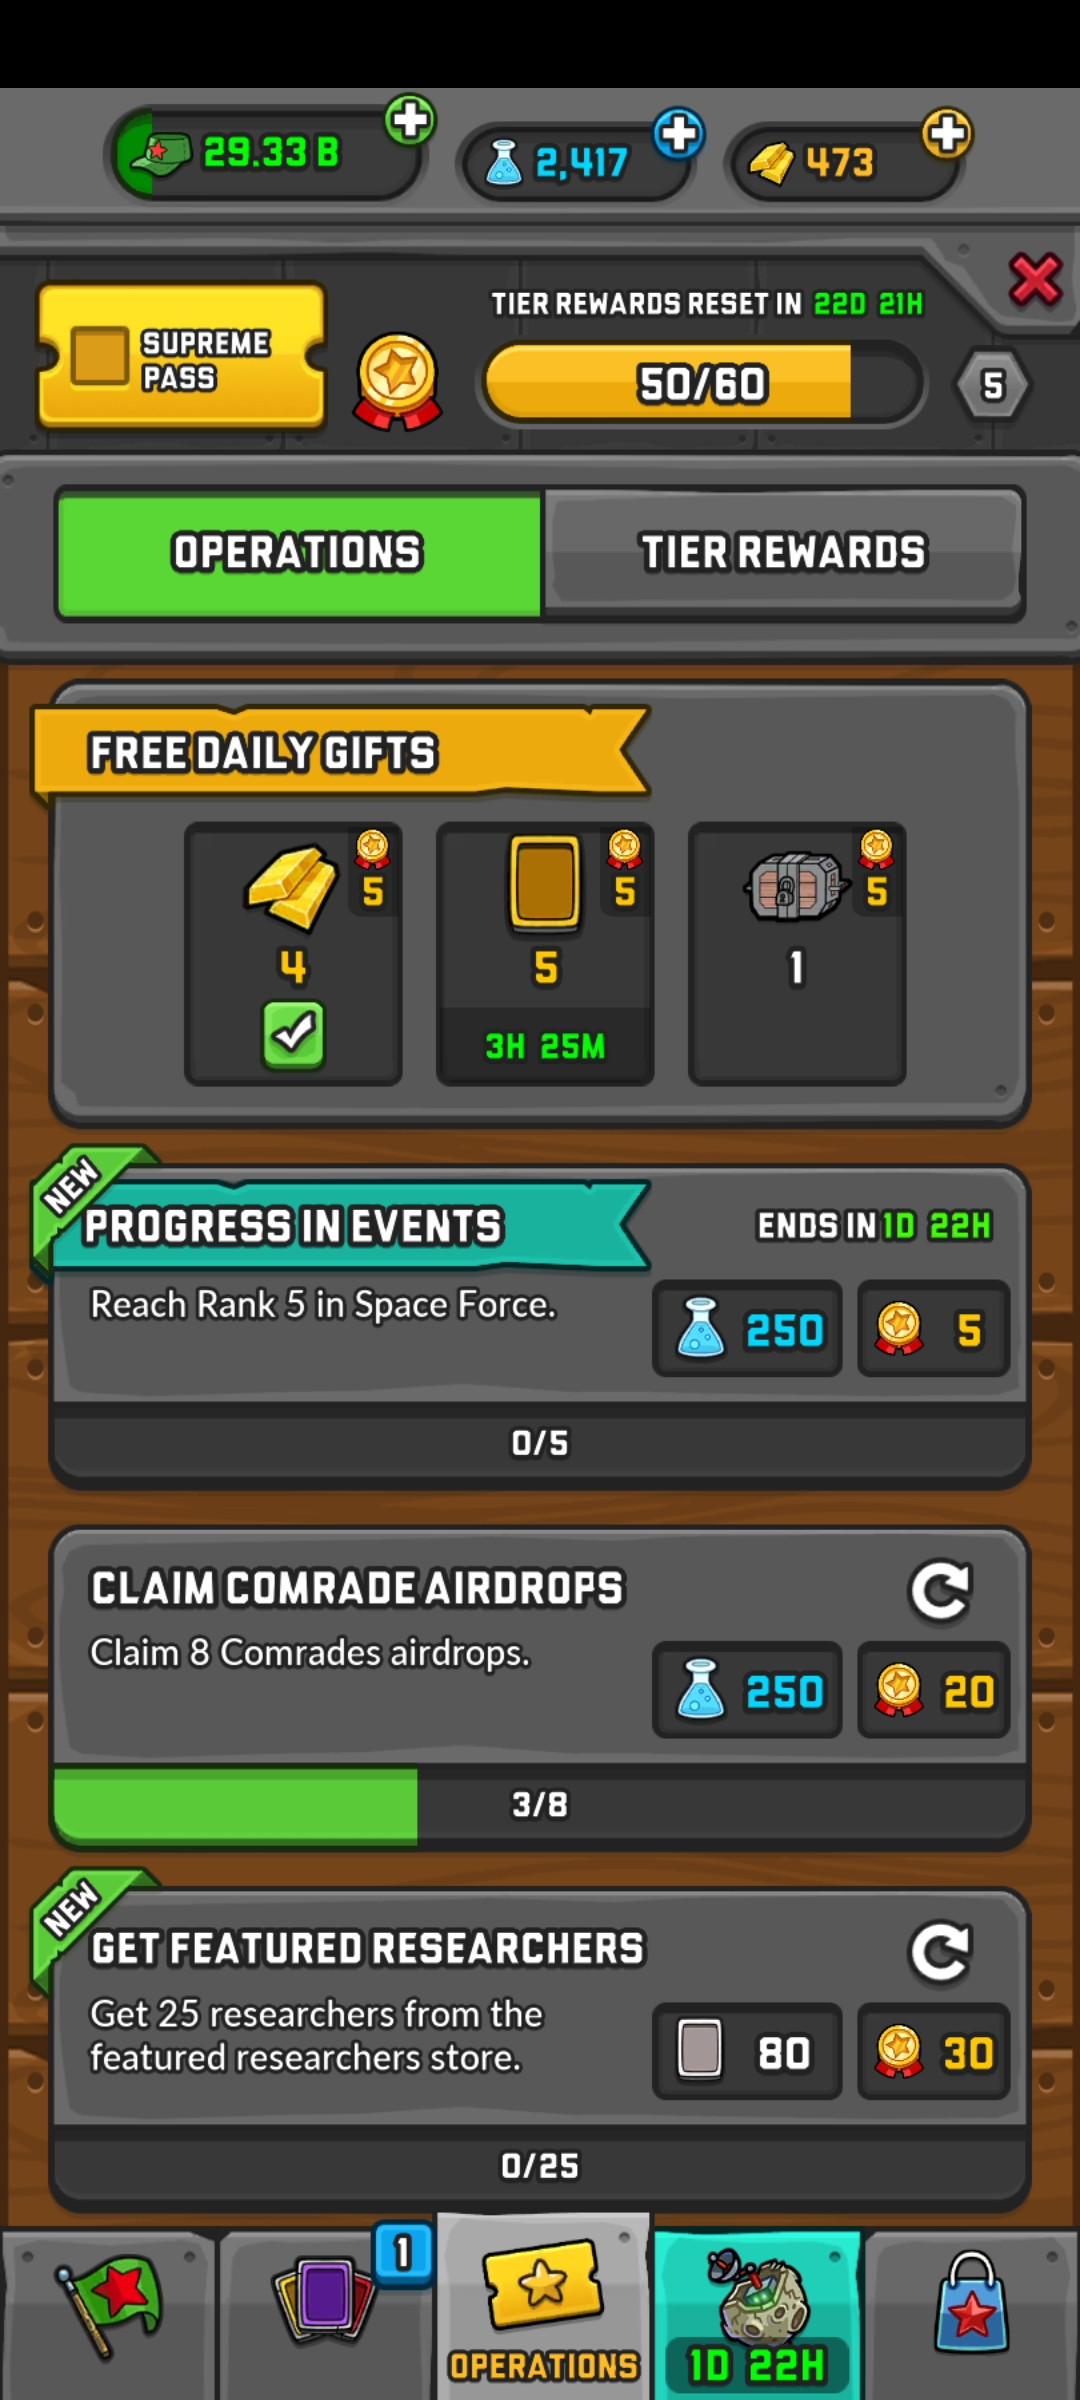 29.33 B
2,417
473
TIER REWARDS RESET IN 22D 21H
SUPREME
PASS
50/60
5
OPERATIONS
TIER REWARDS
FREE DAILY GIFTS
5
5
5
4
5
1
3H 25M
NEW
PROGRESS IN EVENTS
ENDS IN 1D 22H
Reach Rank 5 in Space Force.
250
5
0/5
CLAIM COMRADE AIRDROPS
Claim 8 Comrades airdrops.
250
20
3/8
NEW
GET FEATURED RESEARCHERS
Get 25 researchers from the
featured researchers store.
80
30
0/25
1
OPERATIONS
1D 22H